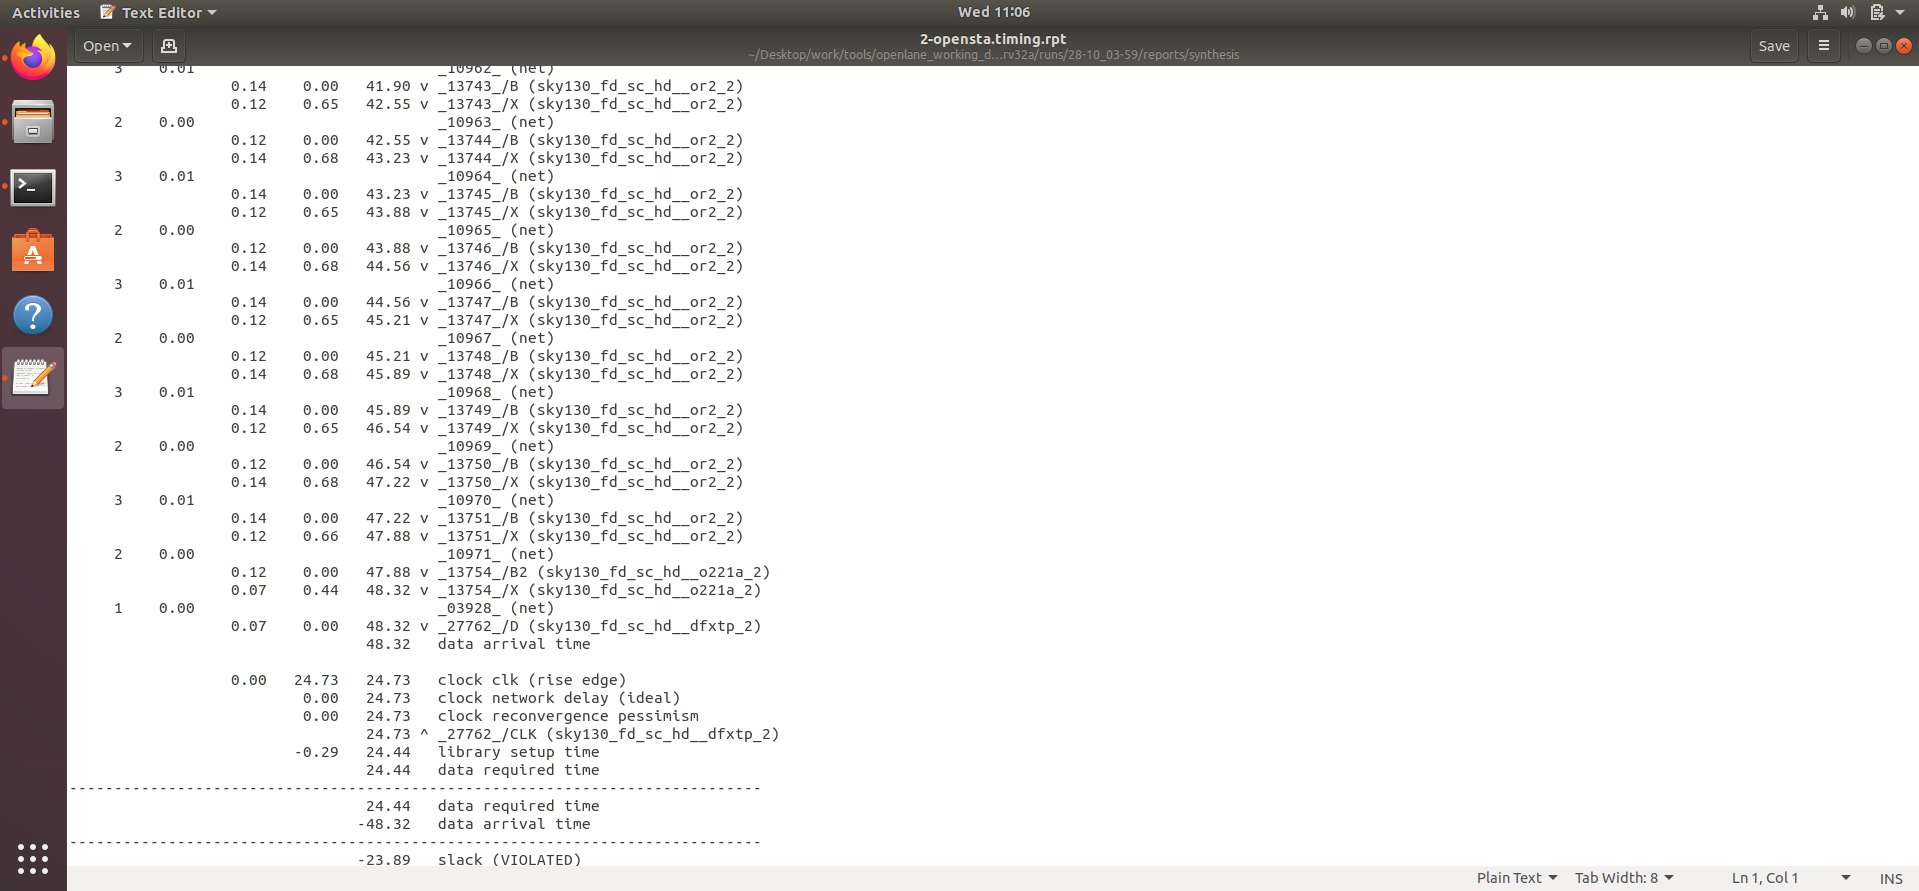 Activities Text Editor Wed 11:06
Open 2-opensta.timing.rpt Save
~/Desktop/work/tools/openlane_working_d…rv32a/runs/28-10_03-59/reports/synthesis
3 0.01 _10962_ (net)
0.14 0.00 41.90 v _13743_/B (sky130_fd_sc_hd__or2_2)
0.12 0.65 42.55 v _13743_/X (sky130_fd_sc_hd__or2_2)
2 0.00 _10963_ (net)
0.12 0.00 42.55 v _13744_/B (sky130_fd_sc_hd__or2_2)
0.14 0.68 43.23 v _13744_/X (sky130_fd_sc_hd__or2_2)
3 0.01 _10964_ (net)
0.14 0.00 43.23 v _13745_/B (sky130_fd_sc_hd__or2_2)
0.12 0.65 43.88 v _13745_/X (sky130_fd_sc_hd__or2_2)
2 0.00 _10965_ (net)
0.12 0.00 43.88 v _13746_/B (sky130_fd_sc_hd__or2_2)
0.14 0.68 44.56 v _13746_/X (sky130_fd_sc_hd__or2_2)
3 0.01 _10966_ (net)
0.14 0.00 44.56 v _13747_/B (sky130_fd_sc_hd__or2_2)
0.12 0.65 45.21 v _13747_/X (sky130_fd_sc_hd__or2_2)
2 0.00 _10967_ (net)
0.12 0.00 45.21 v _13748_/B (sky130_fd_sc_hd__or2_2)
0.14 0.68 45.89 v _13748_/X (sky130_fd_sc_hd__or2_2)
3 0.01 _10968_ (net)
0.14 0.00 45.89 v _13749_/B (sky130_fd_sc_hd__or2_2)
0.12 0.65 46.54 v _13749_/X (sky130_fd_sc_hd__or2_2)
2 0.00 _10969_ (net)
0.12 0.00 46.54 v _13750_/B (sky130_fd_sc_hd__or2_2)
0.14 0.68 47.22 v _13750_/X (sky130_fd_sc_hd__or2_2)
3 0.01 _10970_ (net)
0.14 0.00 47.22 v _13751_/B (sky130_fd_sc_hd__or2_2)
0.12 0.66 47.88 v _13751_/X (sky130_fd_sc_hd__or2_2)
2 0.00 _10971_ (net)
0.12 0.00 47.88 v _13754_/B2 (sky130_fd_sc_hd__o221a_2)
0.07 0.44 48.32 v _13754_/X (sky130_fd_sc_hd__o221a_2)
1 0.00 _03928_ (net)
0.07 0.00 48.32 v _27762_/D (sky130_fd_sc_hd__dfxtp_2)
48.32 data arrival time
0.00 24.73 24.73 clock clk (rise edge)
0.00 24.73 clock network delay (ideal)
0.00 24.73 clock reconvergence pessimism
24.73 ^ _27762_/CLK (sky130_fd_sc_hd__dfxtp_2)
-0.29 24.44 library setup time
24.44 data required time
-----------------------------------------------------------------------------
24.44 data required time
-48.32 data arrival time
-----------------------------------------------------------------------------
-23.89 slack (VIOLATED)
Plain Text Tab Width: 8 Ln 1, Col 1 INS